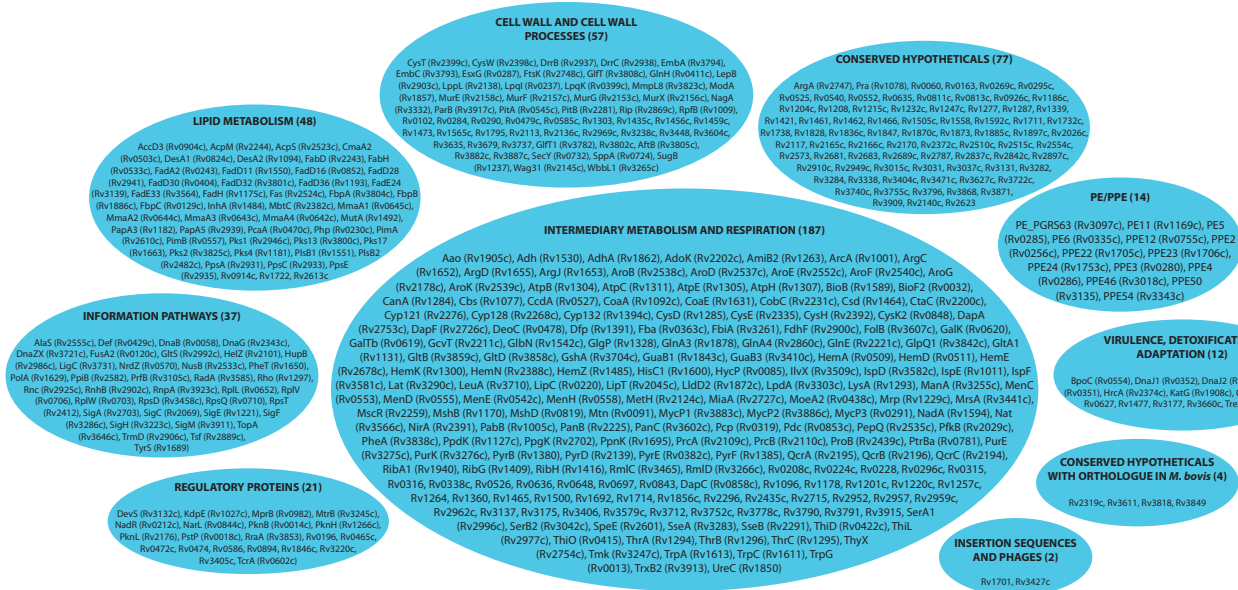 CELL WALL AND CELL WALL
PROCESSES (57)
CysT (Rv2399c), CysW (Rv2398c), DrrB (Rv2937), DrrC (Rv2938), EmbA (Rv3794),
EmbC (Rv3793), EsxG (Rv0287), FtsK (Rv2748c), GlfT (Rv3808c), GlnH (Rv0411c), LepB
(Rv2903c), LppL (Rv2138), LpqI (Rv0237), LpqK (Rv0399c), MmpL8 (Rv3823c), ModA
(Rv1857), MurE (Rv2158c), MurF (Rv2157c), MurG (Rv2153c), MurX (Rv2156c), NagA
(Rv3332), ParB (Rv3917c), PitA (Rv0545c), PitB (Rv2281), Rip (Rv2869c), RpfB (Rv1009),
Rv0102, Rv0284, Rv0290, Rv0479c, Rv0585c, Rv1303, Rv1435c, Rv1456c, Rv1459c,
Rv1473, Rv1565c, Rv1795, Rv2113, Rv2136c, Rv2969c, Rv3238c, Rv3448, Rv3604c,
Rv3635, Rv3679, Rv3737, GlfT1 (Rv3782), Rv3802c, AftB (Rv3805c),
Rv3882c, Rv3887c, SecY (Rv0732), SppA (Rv0724), SugB
(Rv1237), Wag31 (Rv2145c), WbbL1 (Rv3265c)
CONSERVED HYPOTHETICALS (77)
ArgA (Rv2747), Pra (Rv1078), Rv0060, Rv0163, Rv0269c, Rv0295c,
Rv0525, Rv0540, Rv0552, Rv0635, Rv0811c, Rv0813c, Rv0926c, Rv1186c,
Rv1204c, Rv1208, Rv1215c, Rv1232c, Rv1247c, Rv1277, Rv1287, Rv1339,
Rv1421, Rv1461, Rv1462, Rv1466, Rv1505c, Rv1558, Rv1592c, Rv1711, Rv1732c,
Rv1738, Rv1828, Rv1836c, Rv1847, Rv1870c, Rv1873, Rv1885c, Rv1897c, Rv2026c,
Rv2117, Rv2165c, Rv2166c, Rv2170, Rv2372c, Rv2510c, Rv2515c, Rv2554c,
Rv2573, Rv2681, Rv2683, Rv2689c, Rv2787, Rv2837c, Rv2842c, Rv2897c,
Rv2910c, Rv2949c, Rv3015c, Rv3031, Rv3037c, Rv3131, Rv3282,
Rv3284, Rv3338, Rv3404c, Rv3471c, Rv3627c, Rv3722c,
Rv3740c, Rv3755c, Rv3796, Rv3868, Rv3871,
Rv3909, Rv2140c, Rv2623
LIPID METABOLISM (48)
AccD3 (Rv0904c), AcpM (Rv2244), AcpS (Rv2523c), CmaA2
(Rv0503c), DesA1 (Rv0824c), DesA2 (Rv1094), FabD (Rv2243), FabH
(Rv0533c), FadA2 (Rv0243), FadD11 (Rv1550), FadD16 (Rv0852), FadD28
(Rv2941), FadD30 (Rv0404), FadD32 (Rv3801c), FadD36 (Rv1193), FadE24
(Rv3139), FadE33 (Rv3564), FadH (Rv1175c), Fas (Rv2524c), FbpA (Rv3804c), FbpB
(Rv1886c), FbpC (Rv0129c), InhA (Rv1484), MbtC (Rv2382c), MmaA1 (Rv0645c),
MmaA2 (Rv0644c), MmaA3 (Rv0643c), MmaA4 (Rv0642c), MutA (Rv1492),
PapA3 (Rv1182), PapA5 (Rv2939), PcaA (Rv0470c), Php (Rv0230c), PimA
(Rv2610c), PimB (Rv0557), Pks1 (Rv2946c), Pks13 (Rv3800c), Pks17
(Rv1663), Pks2 (Rv3825c), Pks4 (Rv1181), PlsB1 (Rv1551), PlsB2
(Rv2482c), PpsA (Rv2931), PpsC (Rv2933), PpsE
(Rv2935), Rv0914c, Rv1722, Rv2613c
PE/PPE (14)
PE_PGRS63 (Rv3097c), PE11 (Rv1169c), PE5
(Rv0285), PE6 (Rv0335c), PPE12 (Rv0755c), PPE2
(Rv0256c), PPE22 (Rv1705c), PPE23 (Rv1706c),
PPE24 (Rv1753c), PPE3 (Rv0280), PPE4
(Rv0286), PPE46 (Rv3018c), PPE50
(Rv3135), PPE54 (Rv3343c)
INTERMEDIARY METABOLISM AND RESPIRATION (187)
Aao (Rv1905c), Adh (Rv1530), AdhA (Rv1862), AdoK (Rv2202c), AmiB2 (Rv1263), ArcA (Rv1001), ArgC
(Rv1652), ArgD (Rv1655), ArgJ (Rv1653), AroB (Rv2538c), AroD (Rv2537c), AroE (Rv2552c), AroF (Rv2540c), AroG
(Rv2178c), AroK (Rv2539c), AtpB (Rv1304), AtpC (Rv1311), AtpE (Rv1305), AtpH (Rv1307), BioB (Rv1589), BioF2 (Rv0032),
CanA (Rv1284), Cbs (Rv1077), CcdA (Rv0527), CoaA (Rv1092c), CoaE (Rv1631), CobC (Rv2231c), Csd (Rv1464), CtaC (Rv2200c),
Cyp121 (Rv2276), Cyp128 (Rv2268c), Cyp132 (Rv1394c), CysD (Rv1285), CysE (Rv2335), CysH (Rv2392), CysK2 (Rv0848), DapA
(Rv2753c), DapF (Rv2726c), DeoC (Rv0478), Dfp (Rv1391), Fba (Rv0363c), FbiA (Rv3261), FdhF (Rv2900c), FolB (Rv3607c), GalK (Rv0620),
GalTb (Rv0619), GcvT (Rv2211c), GlbN (Rv1542c), GlgP (Rv1328), GlnA3 (Rv1878), GlnA4 (Rv2860c), GlnE (Rv2221c), GlpQ1 (Rv3842c), GltA1
(Rv1131), GltB (Rv3859c), GltD (Rv3858c), GshA (Rv3704c), GuaB1 (Rv1843c), GuaB3 (Rv3410c), HemA (Rv0509), HemD (Rv0511), HemE
(Rv2678c), HemK (Rv1300), HemN (Rv2388c), HemZ (Rv1485), HisC1 (Rv1600), HycP (Rv0085), IlvX (Rv3509c), IspD (Rv3582c), IspE (Rv1011), IspF
(Rv3581c), Lat (Rv3290c), LeuA (Rv3710), LipC (Rv0220), LipT (Rv2045c), LldD2 (Rv1872c), LpdA (Rv3303c), LysA (Rv1293), ManA (Rv3255c), MenC
(Rv0553), MenD (Rv0555), MenE (Rv0542c), MenH (Rv0558), MetH (Rv2124c), MiaA (Rv2727c), MoeA2 (Rv0438c), Mrp (Rv1229c), MrsA (Rv3441c),
MscR (Rv2259), MshB (Rv1170), MshD (Rv0819), Mtn (Rv0091), MycP1 (Rv3883c), MycP2 (Rv3886c), MycP3 (Rv0291), NadA (Rv1594), Nat
(Rv3566c), NirA (Rv2391), PabB (Rv1005c), PanB (Rv2225), PanC (Rv3602c), Pcp (Rv0319), Pdc (Rv0853c), PepQ (Rv2535c), PfkB (Rv2029c),
PheA (Rv3838c), PpdK (Rv1127c), PpgK (Rv2702), PpnK (Rv1695), PrcA (Rv2109c), PrcB (Rv2110c), ProB (Rv2439c), PtrBa (Rv0781), PurE
(Rv3275c), PurK (Rv3276c), PyrB (Rv1380), PyrD (Rv2139), PyrE (Rv0382c), PyrF (Rv1385), QcrA (Rv2195), QcrB (Rv2196), QcrC (Rv2194),
RibA1 (Rv1940), RibG (Rv1409), RibH (Rv1416), RmlC (Rv3465), RmlD (Rv3266c), Rv0208c, Rv0224c, Rv0228, Rv0296c, Rv0315,
Rv0316, Rv0338c, Rv0526, Rv0636, Rv0648, Rv0697, Rv0843, DapC (Rv0858c), Rv1096, Rv1178, Rv1201c, Rv1220c, Rv1257c,
Rv1264, Rv1360, Rv1465, Rv1500, Rv1692, Rv1714, Rv1856c, Rv2296, Rv2435c, Rv2715, Rv2952, Rv2957, Rv2959c,
Rv2962c, Rv3137, Rv3175, Rv3406, Rv3579c, Rv3712, Rv3752c, Rv3778c, Rv3790, Rv3791, Rv3915, SerA1
(Rv2996c), SerB2 (Rv3042c), SpeE (Rv2601), SseA (Rv3283), SseB (Rv2291), ThiD (Rv0422c), ThiL
(Rv2977c), ThiO (Rv0415), ThrA (Rv1294), ThrB (Rv1296), ThrC (Rv1295), ThyX
(Rv2754c), Tmk (Rv3247c), TrpA (Rv1613), TrpC (Rv1611), TrpG
(Rv0013), TrxB2 (Rv3913), UreC (Rv1850)
INFORMATION PATHWAYS (37)
AlaS (Rv2555c), Def (Rv0429c), DnaB (Rv0058), DnaG (Rv2343c),
DnaZX (Rv3721c), FusA2 (Rv0120c), GltS (Rv2992c), HelZ (Rv2101), HupB
(Rv2986c), LigC (Rv3731), NrdZ (Rv0570), NusB (Rv2533c), PheT (Rv1650),
PolA (Rv1629), PpiB (Rv2582), PrfB (Rv3105c), RadA (Rv3585), Rho (Rv1297),
Rnc (Rv2925c), RnhB (Rv2902c), RnpA (Rv3923c), RplL (Rv0652), RplV
(Rv0706), RplW (Rv0703), RpsD (Rv3458c), RpsQ (Rv0710), RpsT
(Rv2412), SigA (Rv2703), SigC (Rv2069), SigE (Rv1221), SigF
(Rv3286c), SigH (Rv3223c), SigM (Rv3911), TopA
(Rv3646c), TrmD (Rv2906c), Tsf (Rv2889c),
TyrS (Rv1689)
VIRULENCE, DETOXIFICAT
ADAPTATION (12)
BpoC (Rv0554), DnaJ1 (Rv0352), DnaJ2 (Rv
(Rv0351), HrcA (Rv2374c), KatG (Rv1908c),
Rv0627, Rv1477, Rv3177, Rv3660c, Tre
REGULATORY PROTEINS (21)
DevS (Rv3132c), KdpE (Rv1027c), MprB (Rv0982), MtrB (Rv3245c),
NadR (Rv0212c), NarL (Rv0844c), PknB (Rv0014c), PknH (Rv1266c),
PknL (Rv2176), PstP (Rv0018c), RraA (Rv3853), Rv0196, Rv0465c,
Rv0472c, Rv0474, Rv0586, Rv0894, Rv1846c, Rv3220c,
Rv3405c, TcrA (Rv0602c)
CONSERVED HYPOTHETICALS
WITH ORTHOLOGUE IN M. bovis (4)
Rv2319c, Rv3611, Rv3818, Rv3849
INSERTION SEQUENCES
AND PHAGES (2)
Rv1701, Rv3427c